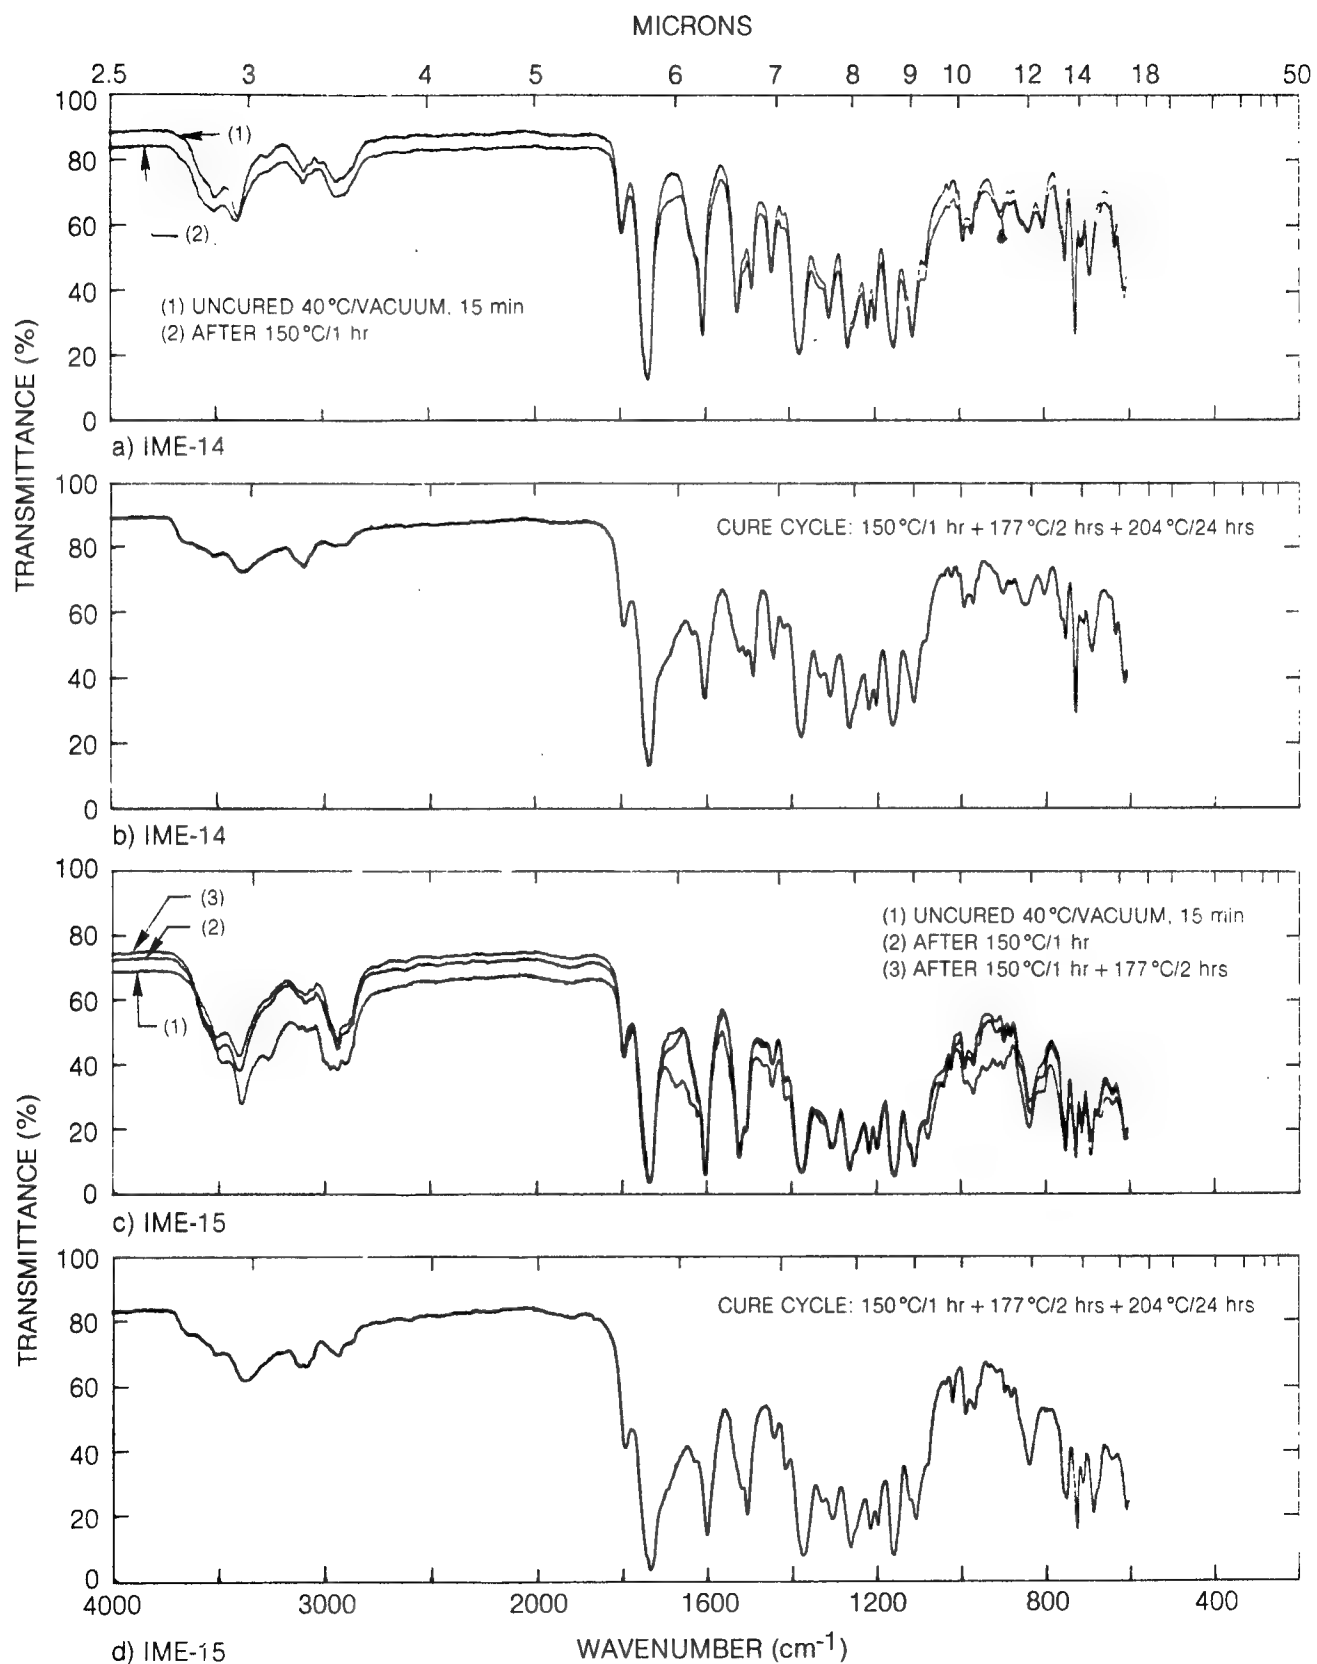 MICRONS
2.5 3 4 5 6 7 8 9 10 12 14 18 50
100
80
60
40
20
0
(1)
(2)
(1) UNCURED 40°C/VACUUM, 15 min
(2) AFTER 150°C/1 hr
TRANSMITTANCE (%)
a) IME-14
100
80
60
40
20
0
CURE CYCLE: 150°C/1 hr + 177°C/2 hrs + 204°C/24 hrs
b) IME-14
100
80
60
40
20
0
(3)
(2)
(1)
(1) UNCURED 40°C/VACUUM, 15 min
(2) AFTER 150°C/1 hr
(3) AFTER 150°C/1 hr + 177°C/2 hrs
TRANSMITTANCE (%)
c) IME-15
100
80
60
40
20
0
CURE CYCLE: 150°C/1 hr + 177°C/2 hrs + 204°C/24 hrs
4000 3000 2000 1600 1200 800 400
d) IME-15
WAVENUMBER (cm-1)